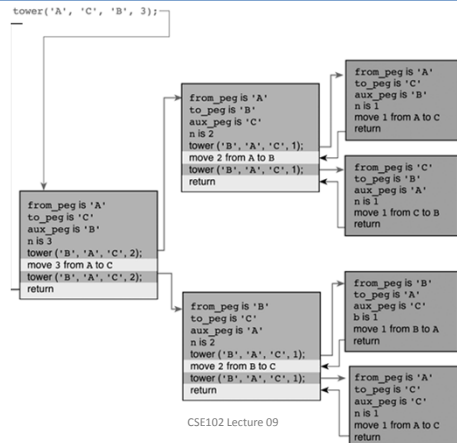 tower('A', 'C', 'B', 3);
from_peg is 'A'
to_peg is 'C'
aux_peg is 'B'
n is 3
tower ('B', 'A', 'C', 2);
move 3 from A to C
tower ('B', 'A', 'C', 2);
return
from_peg is 'A'
to_peg is 'B'
aux_peg is 'C'
n is 2
tower ('B', 'A', 'C', 1);
move 2 from A to B
tower ('B', 'A', 'C', 1);
return
from_peg is 'A'
to_peg is 'C'
aux_peg is 'B'
n is 1
move 1 from A to C
return
from_peg is 'C'
to_peg is 'B'
aux_peg is 'A'
n is 1
move 1 from C to B
return
from_peg is 'B'
to_peg is 'C'
aux_peg is 'A'
n is 2
tower ('B', 'A', 'C', 1);
move 2 from B to C
tower ('B', 'A', 'C', 1);
return
from_peg is 'B'
to_peg is 'A'
aux_peg is 'C'
b is 1
move 1 from B to A
return
from_peg is 'A'
to_peg is 'C'
aux_peg is 'C'
n is 1
move 1 from A to C
return
CSE102 Lecture 09